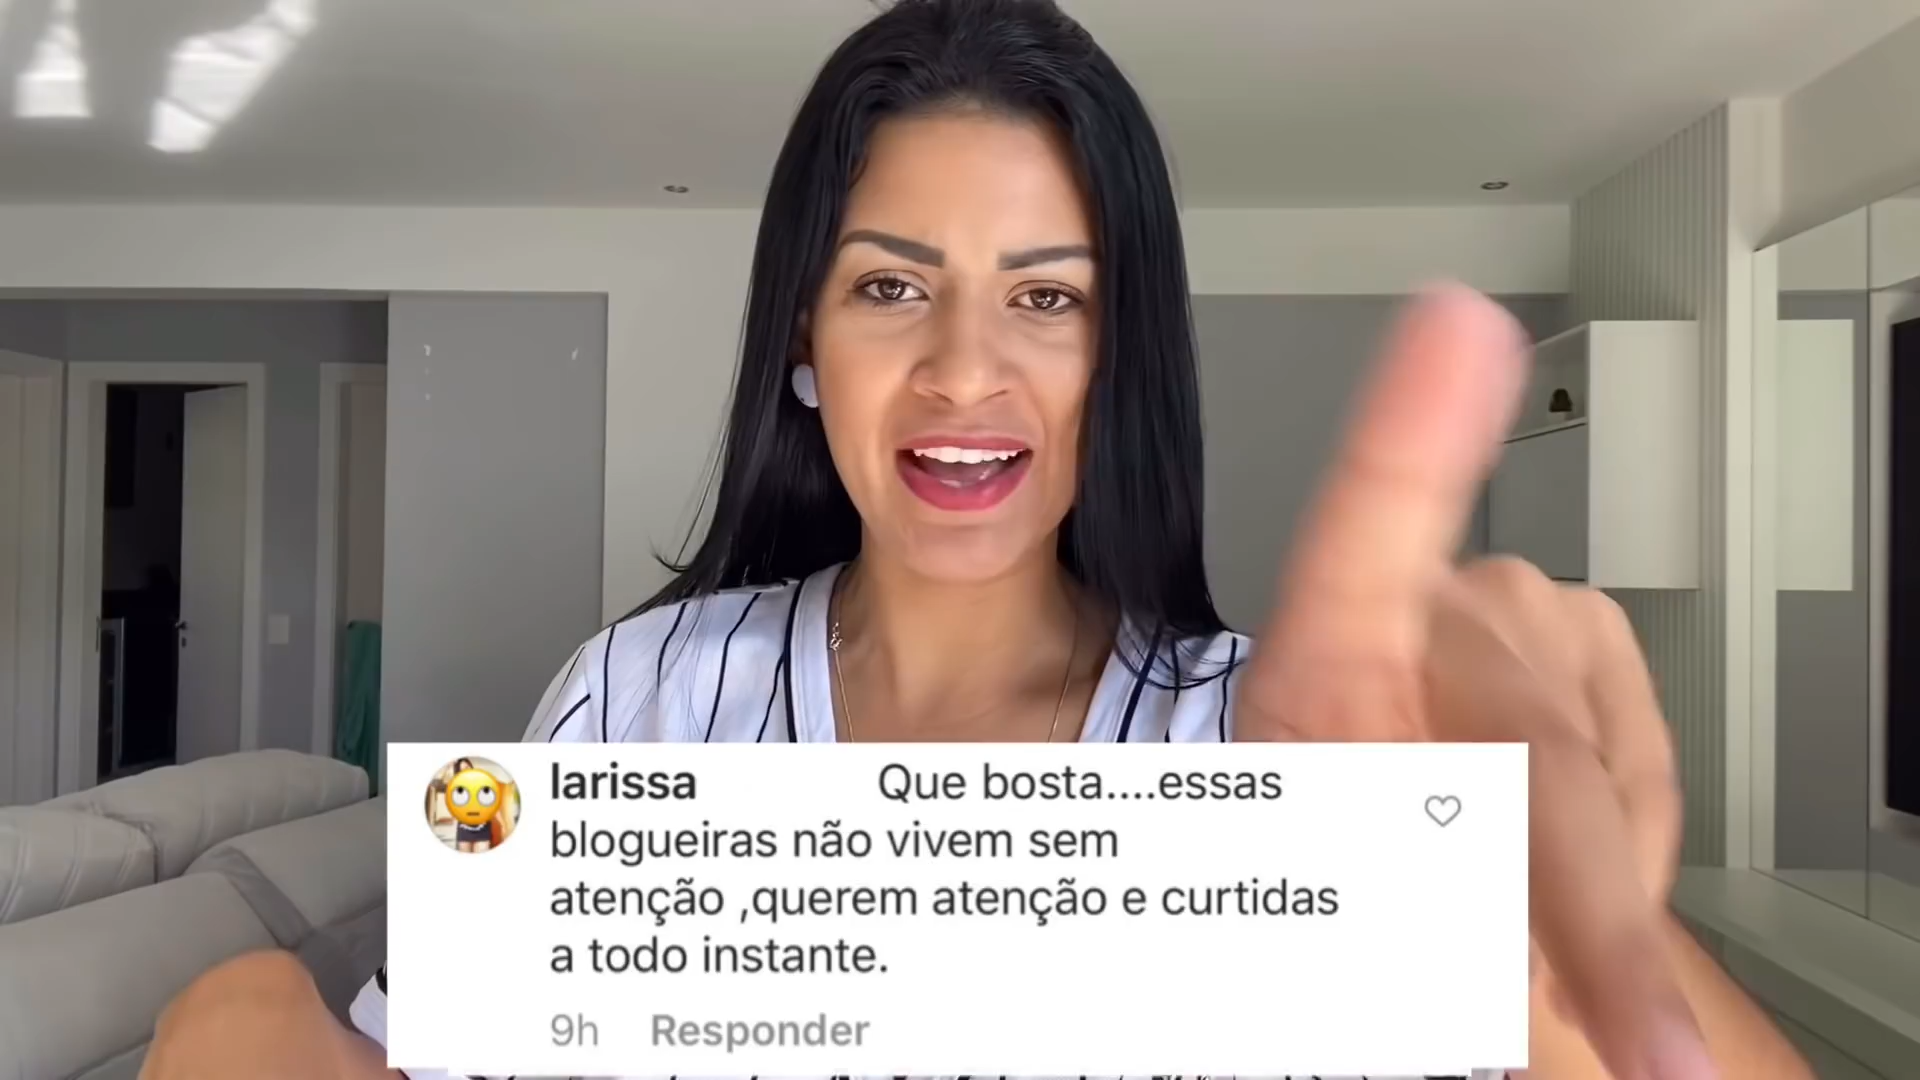 larissa Que bosta....essas
blogueiras não vivem sem
atenção ,querem atenção e curtidas
a todo instante.
9h Responder